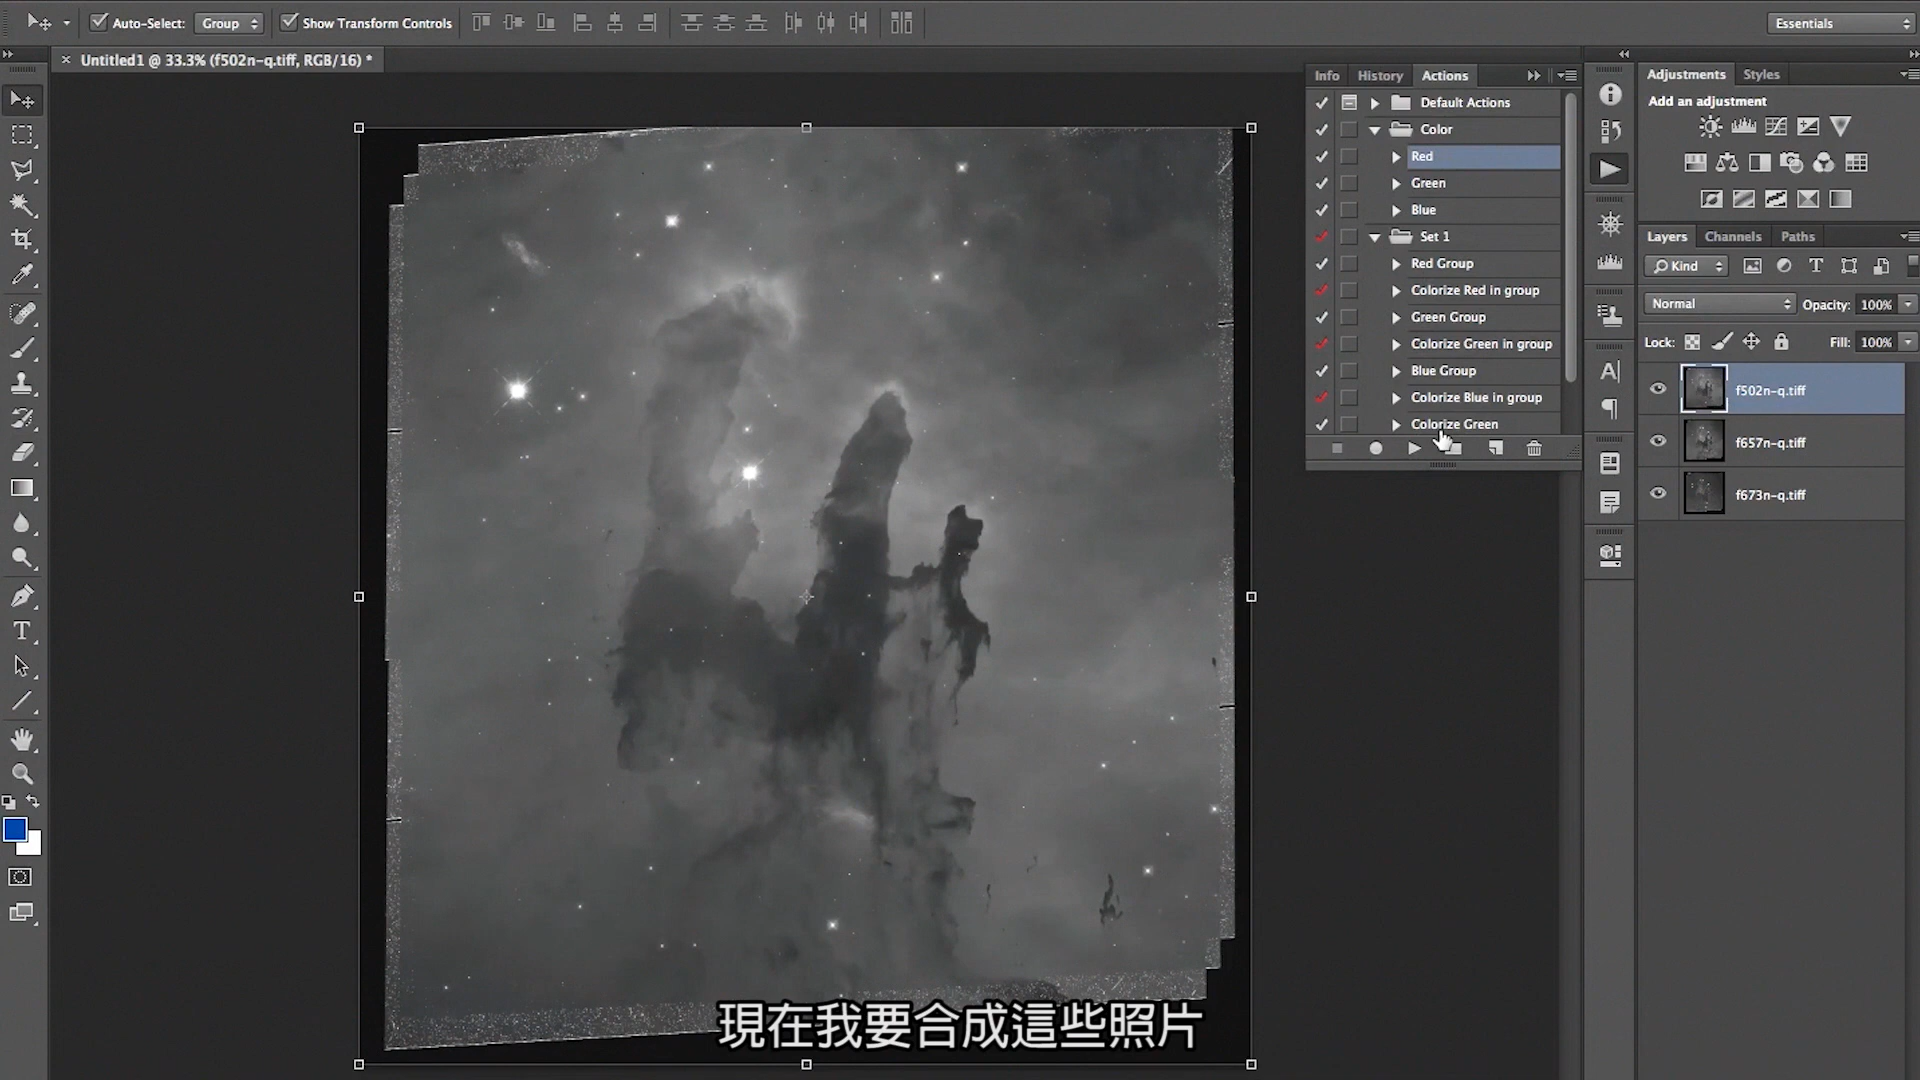 Auto-Select: Group Show Transform Controls Essentials
Untitled1 @ 33.3% (f502n-q.tiff, RGB/16) *
Info History Actions
Default Actions
Color
Red
Green
Blue
Set 1
Red Group
Colorize Red in group
Green Group
Colorize Green in group
Blue Group
Colorize Blue in group
Colorize Green
Adjustments Styles
Add an adjustment
Layers Channels Paths
Kind
Normal Opacity: 100%
Lock: Fill: 100%
f502n-q.tiff
f657n-q.tiff
f673n-q.tiff
現在我要合成這些照片